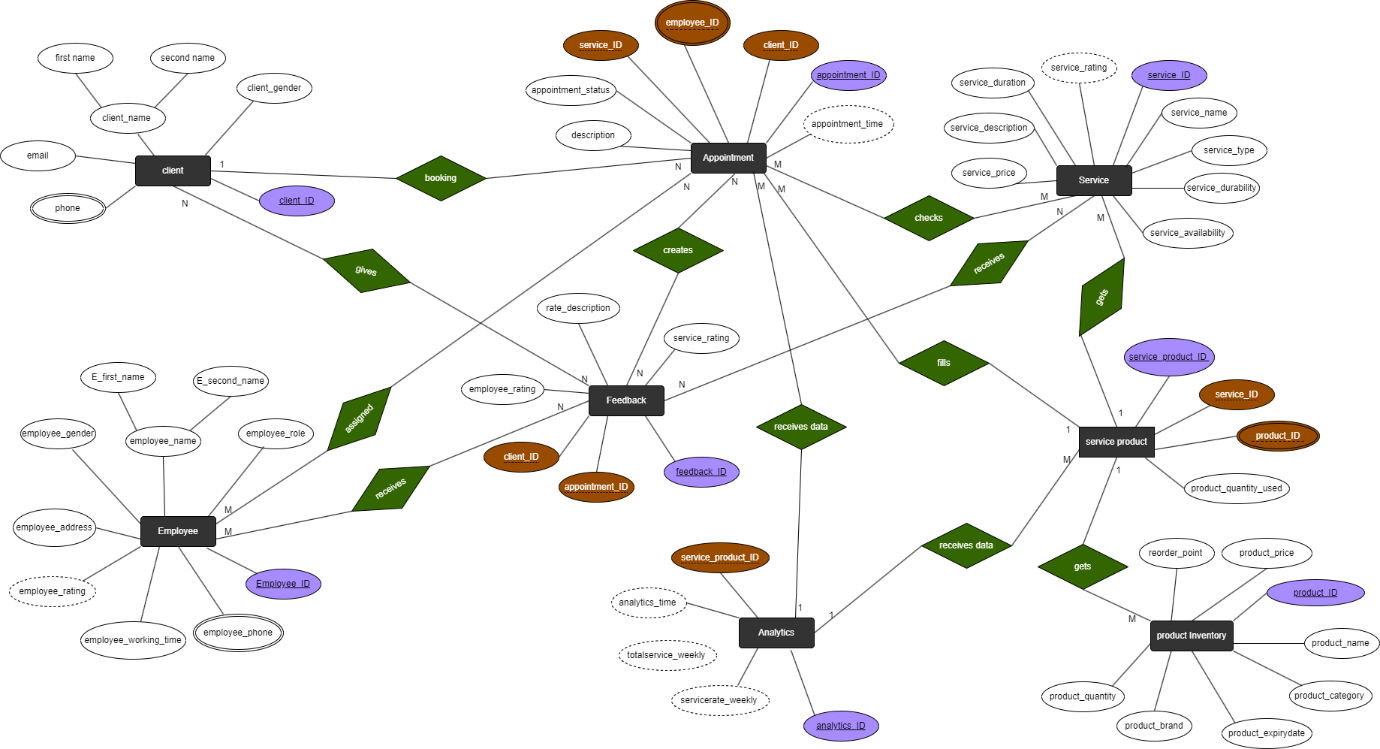 employee_ID
service_ID
client_ID
first name
second name
service_rating
service_ID
appointment_ID
client_gender
appointment_status
service_duration
client_name
appointment_time
service_name
description
service_description
email
1
N
Appointment
M
service_type
client
booking
service_price
Service
service_durability
phone
client_ID
N
N
N
M
M
M
N
M
checks
service_availability
gives
creates
receives
gets
rate_description
service_rating
service_product_ID
fills
E_first_name
E_second_name
employee_rating
N
N
N
Feedback
N
service_ID
assigned
receives data
1
1
employee_gender
employee_name
employee_role
client_ID
appointment_ID
feedback_ID
service product
product_ID
M
1
receives
product_quantity_used
M
M
employee_address
Employee
receives data
reorder_point
product_price
service_product_ID
gets
employee_rating
Employee_ID
product_ID
analytics_time
1
1
M
employee_working_time
employee_phone
Analytics
product Inventory
product_name
totalservice_weekly
servicerate_weekly
product_quantity
product_category
analytics_ID
product_brand
product_expirydate